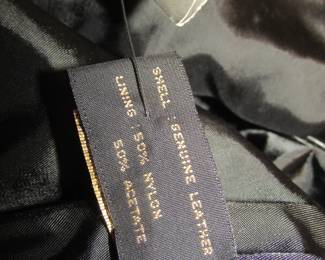 SHELL : GENUINE LEATHER
LINING : 50% NYLON
50% ACETATE